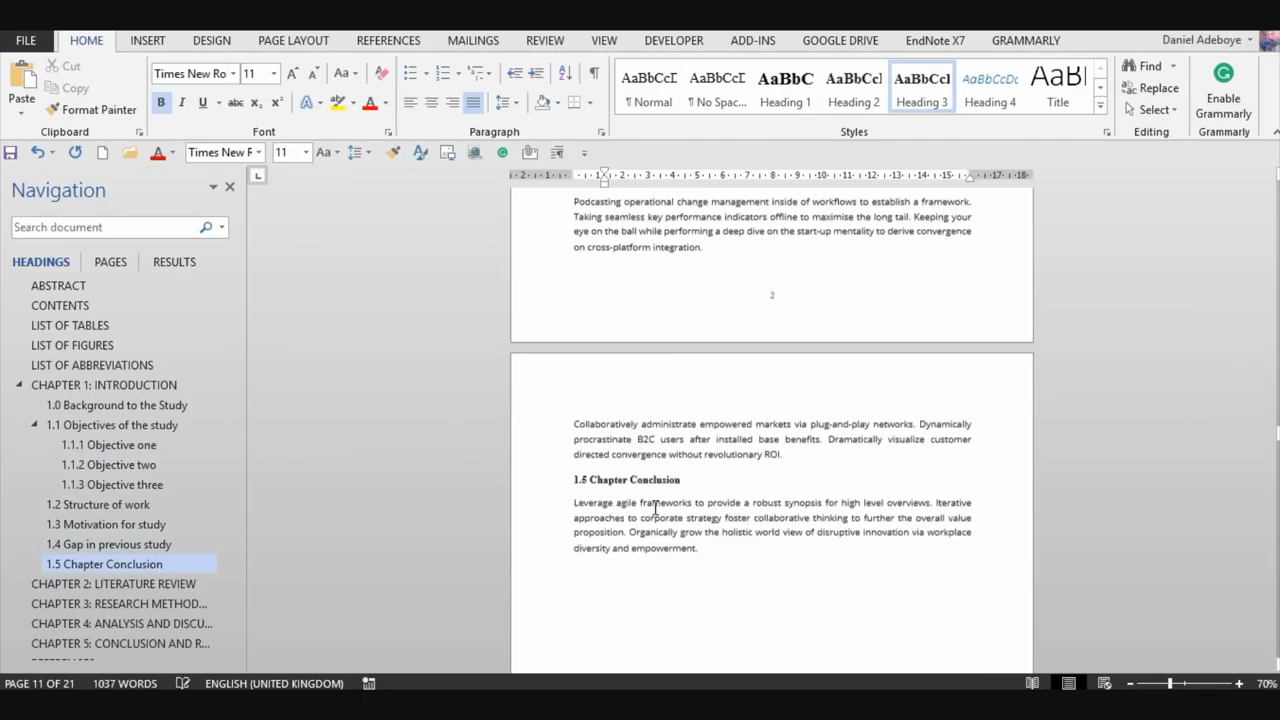 FILE HOME INSERT DESIGN PAGE LAYOUT REFERENCES MAILINGS REVIEW VIEW DEVELOPER ADD-INS GOOGLE DRIVE EndNote X7 GRAMMARLY Daniel Adeboye
Paste
Cut
Copy
Format Painter
Clipboard
Times New Ro 11
Font
Paragraph
AaBbCcD AaBbCcD AaBbC AaBbCcl AaBbCcl AaBbCcDc AaBl
¶ Normal ¶ No Spac... Heading 1 Heading 2 Heading 3 Heading 4 Title
Styles
Find
Replace
Select
Editing
Enable
Grammarly
Grammarly
Times New F 11
Navigation
Search document
HEADINGS PAGES RESULTS
ABSTRACT
CONTENTS
LIST OF TABLES
LIST OF FIGURES
LIST OF ABBREVIATIONS
CHAPTER 1: INTRODUCTION
1.0 Background to the Study
1.1 Objectives of the study
1.1.1 Objective one
1.1.2 Objective two
1.1.3 Objective three
1.2 Structure of work
1.3 Motivation for study
1.4 Gap in previous study
1.5 Chapter Conclusion
CHAPTER 2: LITERATURE REVIEW
CHAPTER 3: RESEARCH METHOD...
CHAPTER 4: ANALYSIS AND DISCU...
CHAPTER 5: CONCLUSION AND R...
Podcasting operational change management inside of workflows to establish a framework.
Taking seamless key performance indicators offline to maximise the long tail. Keeping your
eye on the ball while performing a deep dive on the start-up mentality to derive convergence
on cross-platform integration.
2
Collaboratively administrate empowered markets via plug-and-play networks. Dynamically
procrastinate B2C users after installed base benefits. Dramatically visualize customer
directed convergence without revolutionary ROI.
1.5 Chapter Conclusion
Leverage agile frameworks to provide a robust synopsis for high level overviews. Iterative
approaches to corporate strategy foster collaborative thinking to further the overall value
proposition. Organically grow the holistic world view of disruptive innovation via workplace
diversity and empowerment.
PAGE 11 OF 21 1037 WORDS ENGLISH (UNITED KINGDOM) 70%